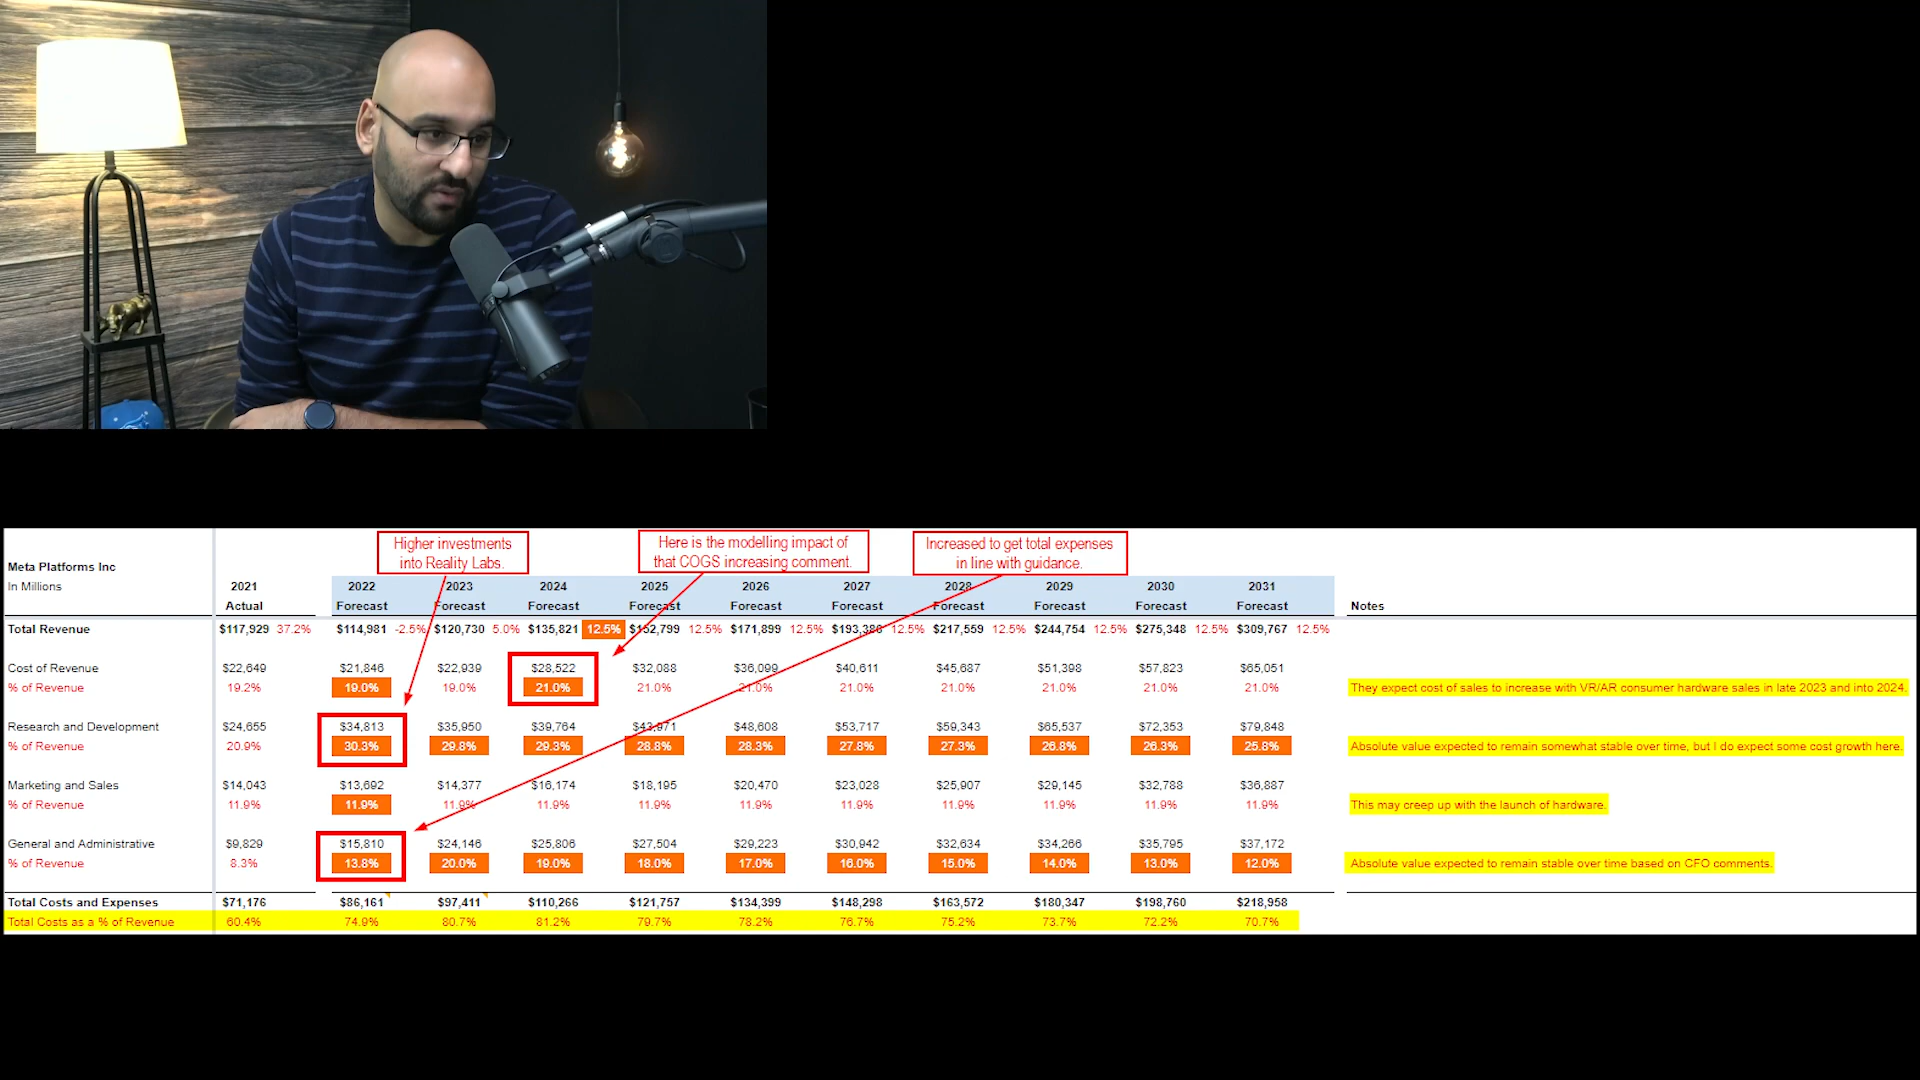 Higher investments
into Reality Labs.
Here is the modelling impact of
that COGS increasing comment.
Increased to get total expenses
in line with guidance.
Meta Platforms Inc
In Millions 2021 2022 2023 2024 2025 2026 2027 2028 2029 2030 2031
Actual Forecast Forecast Forecast Forecast Forecast Forecast Forecast Forecast Forecast Forecast Notes
Total Revenue $117,929 37.2% $114,981 -2.5% $120,730 5.0% $135,821 12.5% $152,799 12.5% $171,899 12.5% $193,386 12.5% $217,559 12.5% $244,754 12.5% $275,348 12.5% $309,767 12.5%
Cost of Revenue $22,649 $21,846 $22,939 $28,522 $32,088 $36,099 $40,611 $45,687 $51,398 $57,823 $65,051
% of Revenue 19.2% 19.0% 19.0% 21.0% 21.0% 21.0% 21.0% 21.0% 21.0% 21.0% 21.0% They expect cost of sales to increase with VR/AR consumer hardware sales in late 2023 and into 2024.
Research and Development $24,655 $34,813 $35,950 $39,764 $43,971 $48,608 $53,717 $59,343 $65,537 $72,353 $79,848
% of Revenue 20.9% 30.3% 29.8% 29.3% 28.8% 28.3% 27.8% 27.3% 26.8% 26.3% 25.8% Absolute value expected to remain somewhat stable over time, but I do expect some cost growth here.
Marketing and Sales $14,043 $13,692 $14,377 $16,174 $18,195 $20,470 $23,028 $25,907 $29,145 $32,788 $36,887
% of Revenue 11.9% 11.9% 11.9% 11.9% 11.9% 11.9% 11.9% 11.9% 11.9% 11.9% 11.9% This may creep up with the launch of hardware.
General and Administrative $9,829 $15,810 $24,146 $25,806 $27,504 $29,223 $30,942 $32,634 $34,266 $35,795 $37,172
% of Revenue 8.3% 13.8% 20.0% 19.0% 18.0% 17.0% 16.0% 15.0% 14.0% 13.0% 12.0% Absolute value expected to remain stable over time based on CFO comments.
Total Costs and Expenses $71,176 $86,161 $97,411 $110,266 $121,757 $134,399 $148,298 $163,572 $180,347 $198,760 $218,958
Total Costs as a % of Revenue 60.4% 74.9% 80.7% 81.2% 79.7% 78.2% 76.7% 75.2% 73.7% 72.2% 70.7%